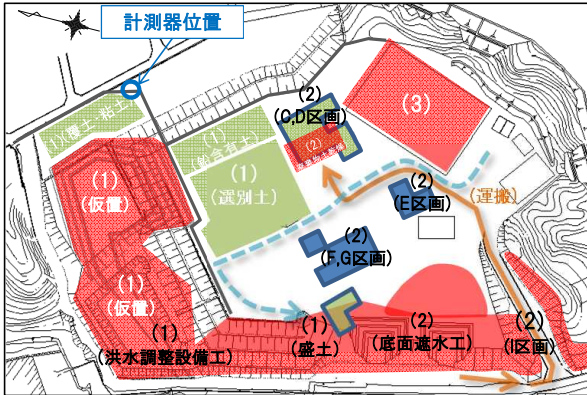 計測器位置
(1)(覆土・粘土)
(1)
(鉛含有土)
(2)
(C,D区画)
(2)
(3)
(1)
(仮置)
(1)
(選別土)
(2)
(E区画)
(運搬)
(2)
(F,G区画)
(1)
(仮置)
(1)
(洪水調整設備工)
(1)
(盛土)
(2)
(底面遮水工)
(2)
(I区画)